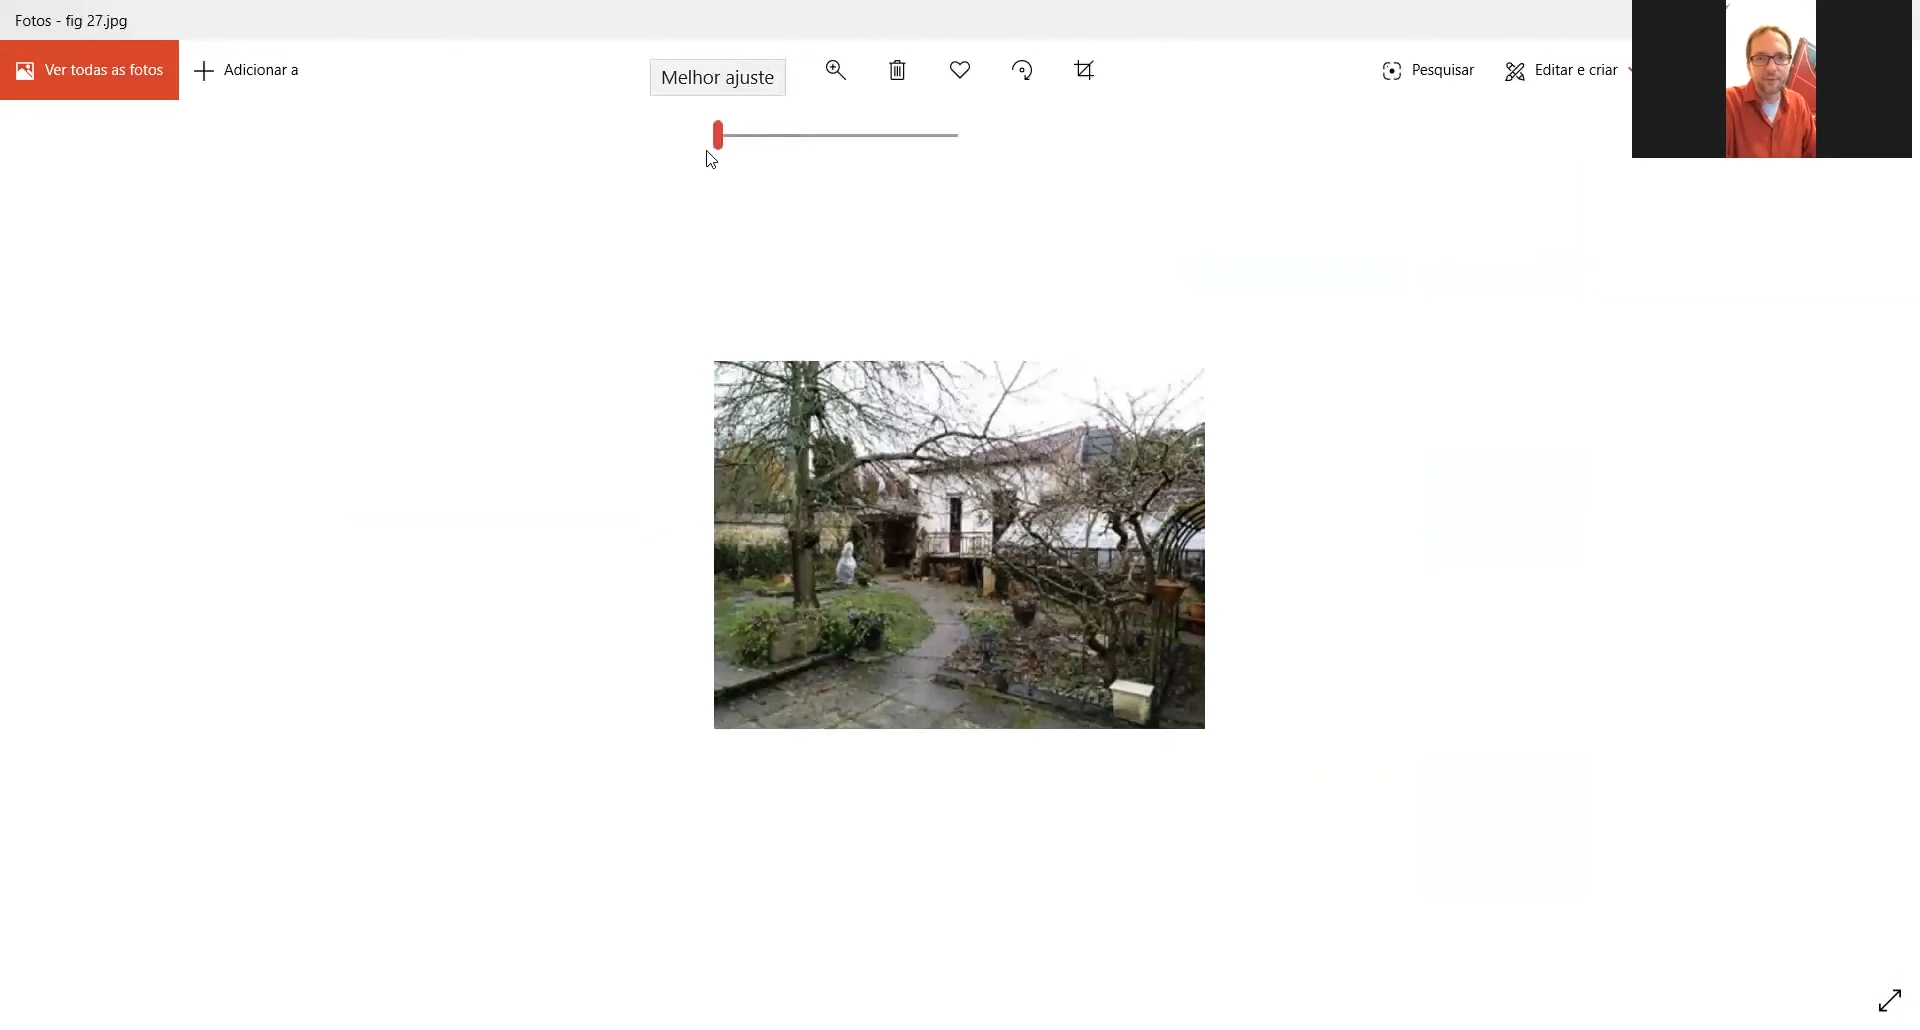 Fotos - fig 27.jpg
Ver todas as fotos
Adicionar a
Melhor ajuste
Pesquisar
Editar e criar